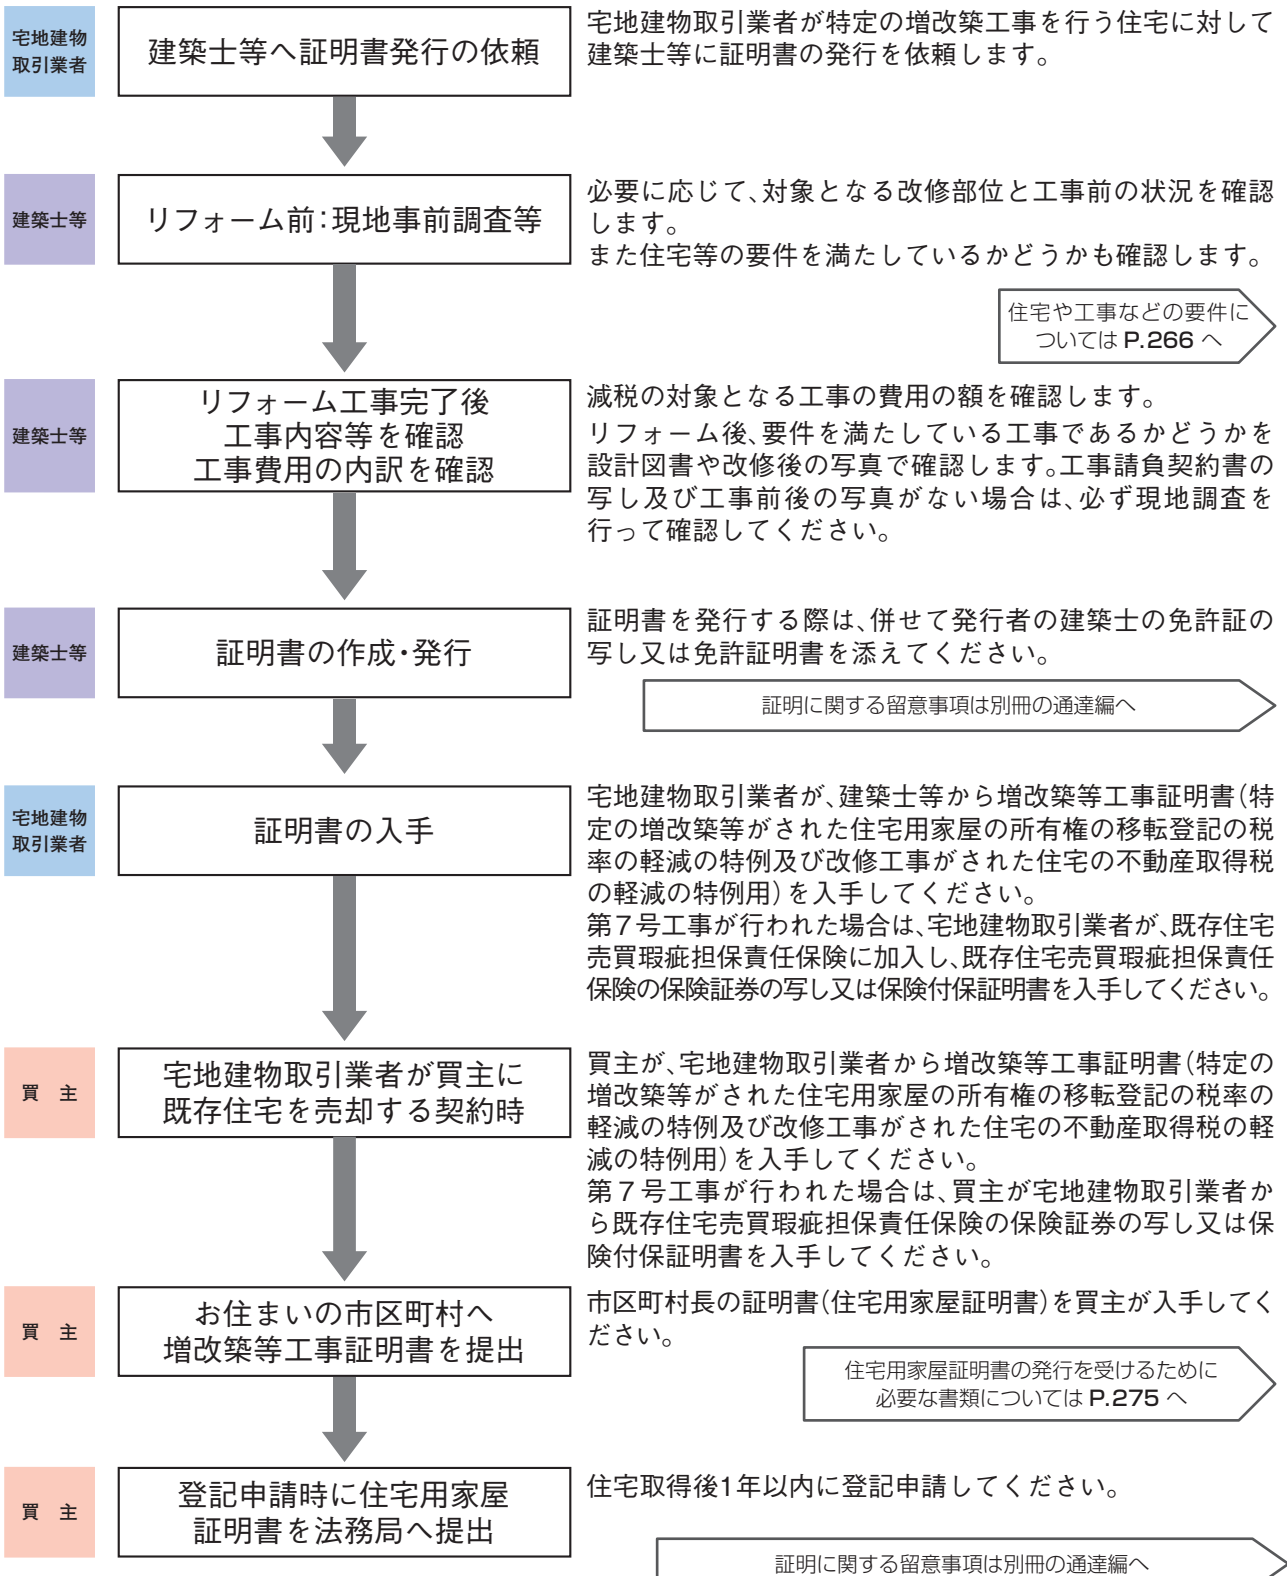 宅地建物
取引業者
建築士等へ証明書発行の依頼
宅地建物取引業者が特定の増改築工事を行う住宅に対して
建築士等に証明書の発行を依頼します。
建築士等
リフォーム前:現地事前調査等
必要に応じて、対象となる改修部位と工事前の状況を確認
します。
また住宅等の要件を満たしているかどうかも確認します。
住宅や工事などの要件に
ついては P.266 へ
建築士等
リフォーム工事完了後
工事内容等を確認
工事費用の内訳を確認
減税の対象となる工事の費用の額を確認します。
リフォーム後、要件を満たしている工事であるかどうかを
設計図書や改修後の写真で確認します。工事請負契約書の
写し及び工事前後の写真がない場合は、必ず現地調査を
行って確認してください。
建築士等
証明書の作成・発行
証明書を発行する際は、併せて発行者の建築士の免許証の
写し又は免許証明書を添えてください。
証明に関する留意事項は別冊の通達編へ
宅地建物
取引業者
証明書の入手
宅地建物取引業者が、建築士等から増改築等工事証明書(特
定の増改築等がされた住宅用家屋の所有権の移転登記の税
率の軽減の特例及び改修工事がされた住宅の不動産取得税
の軽減の特例用)を入手してください。
第7号工事が行われた場合は、宅地建物取引業者が、既存住宅
売買瑕疵担保責任保険に加入し、既存住宅売買瑕疵担保責任
保険の保険証券の写し又は保険付保証明書を入手してください。
買 主
宅地建物取引業者が買主に
既存住宅を売却する契約時
買主が、宅地建物取引業者から増改築等工事証明書(特定の
増改築等がされた住宅用家屋の所有権の移転登記の税率の
軽減の特例及び改修工事がされた住宅の不動産取得税の軽
減の特例用)を入手してください。
第7号工事が行われた場合は、買主が宅地建物取引業者か
ら既存住宅売買瑕疵担保責任保険の保険証券の写し又は保
険付保証明書を入手してください。
買 主
お住まいの市区町村へ
増改築等工事証明書を提出
市区町村長の証明書(住宅用家屋証明書)を買主が入手してく
ださい。
住宅用家屋証明書の発行を受けるために
必要な書類については P.275 へ
買 主
登記申請時に住宅用家屋
証明書を法務局へ提出
住宅取得後1年以内に登記申請してください。
証明に関する留意事項は別冊の通達編へ